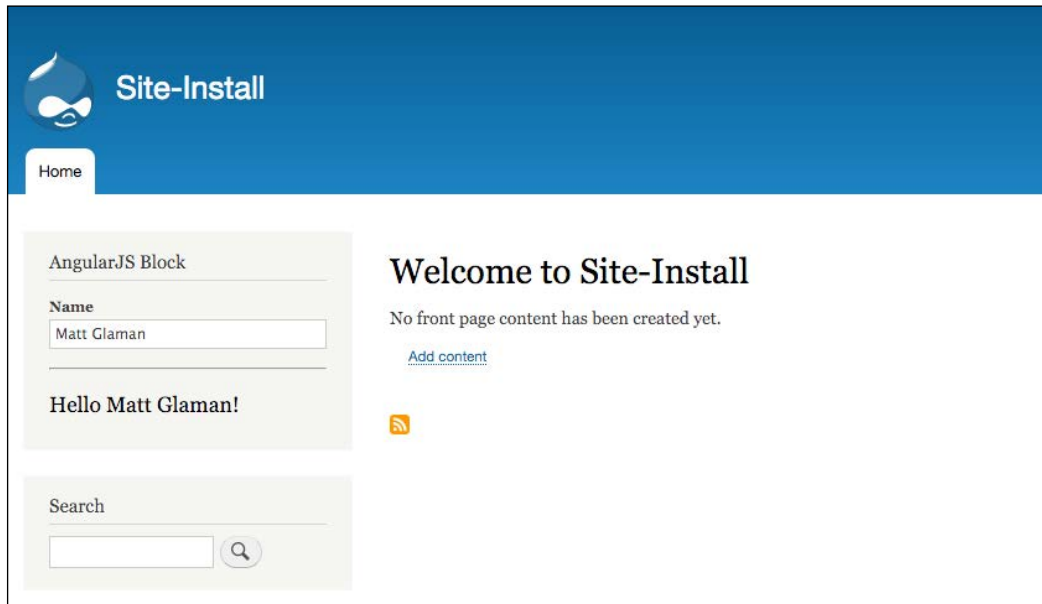 Site-Install
Home
AngularJS Block
Name
Matt Glaman
Hello Matt Glaman!
Search
Welcome to Site-Install
No front page content has been created yet.
Add content